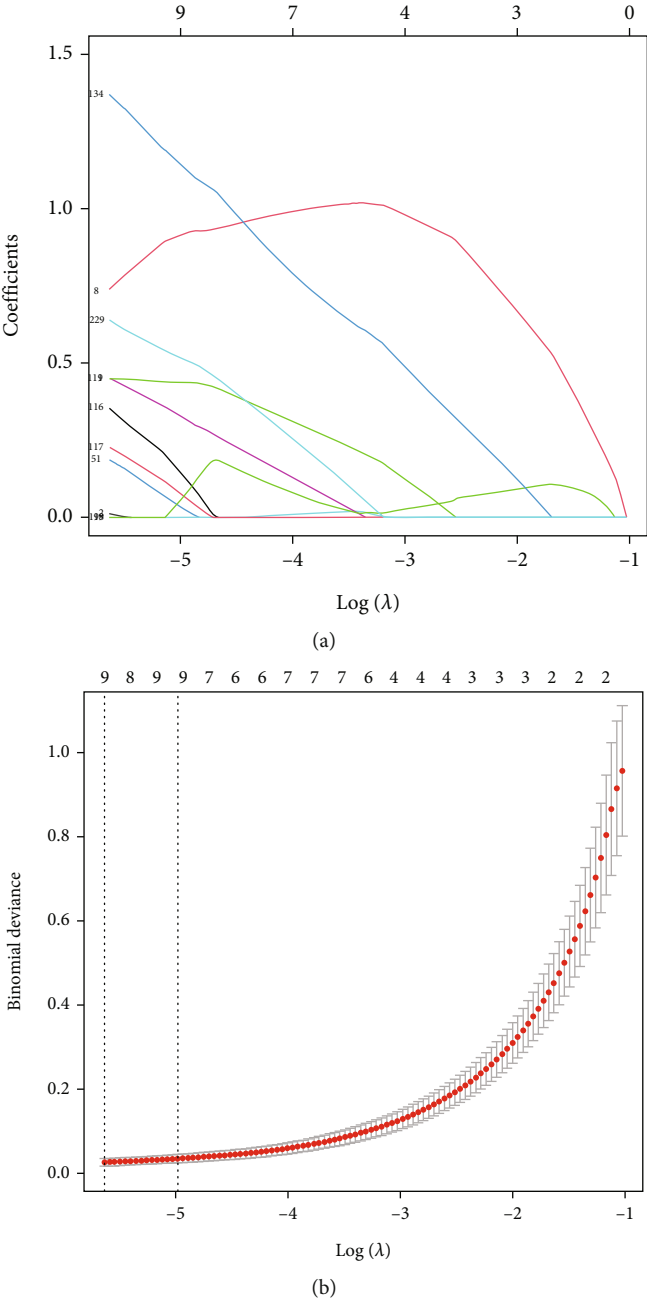 9 7 4 3 0
1.5
134
1.0
8
Coefficients
229
0.5
116
117
51
2
0.0
–5 –4 –3 –2 –1
Log (λ)
(a)
9 8 9 9 7 6 6 7 7 7 6 4 4 4 3 3 3 2 2 2
1.0
0.8
0.6
Binomial deviance
0.4
0.2
0.0
–5 –4 –3 –2 –1
Log (λ)
(b)